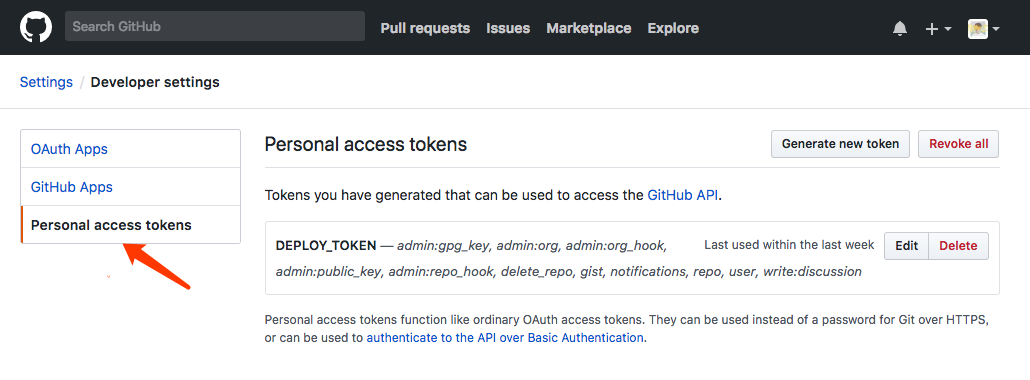 Search GitHub Pull requests Issues Marketplace Explore
Settings / Developer settings
OAuth Apps
GitHub Apps
Personal access tokens
Personal access tokens Generate new token Revoke all
Tokens you have generated that can be used to access the GitHub API.
DEPLOY_TOKEN — admin:gpg_key, admin:org, admin:org_hook, Last used within the last week Edit Delete
admin:public_key, admin:repo_hook, delete_repo, gist, notifications, repo, user, write:discussion
Personal access tokens function like ordinary OAuth access tokens. They can be used instead of a password for Git over HTTPS,
or can be used to authenticate to the API over Basic Authentication.